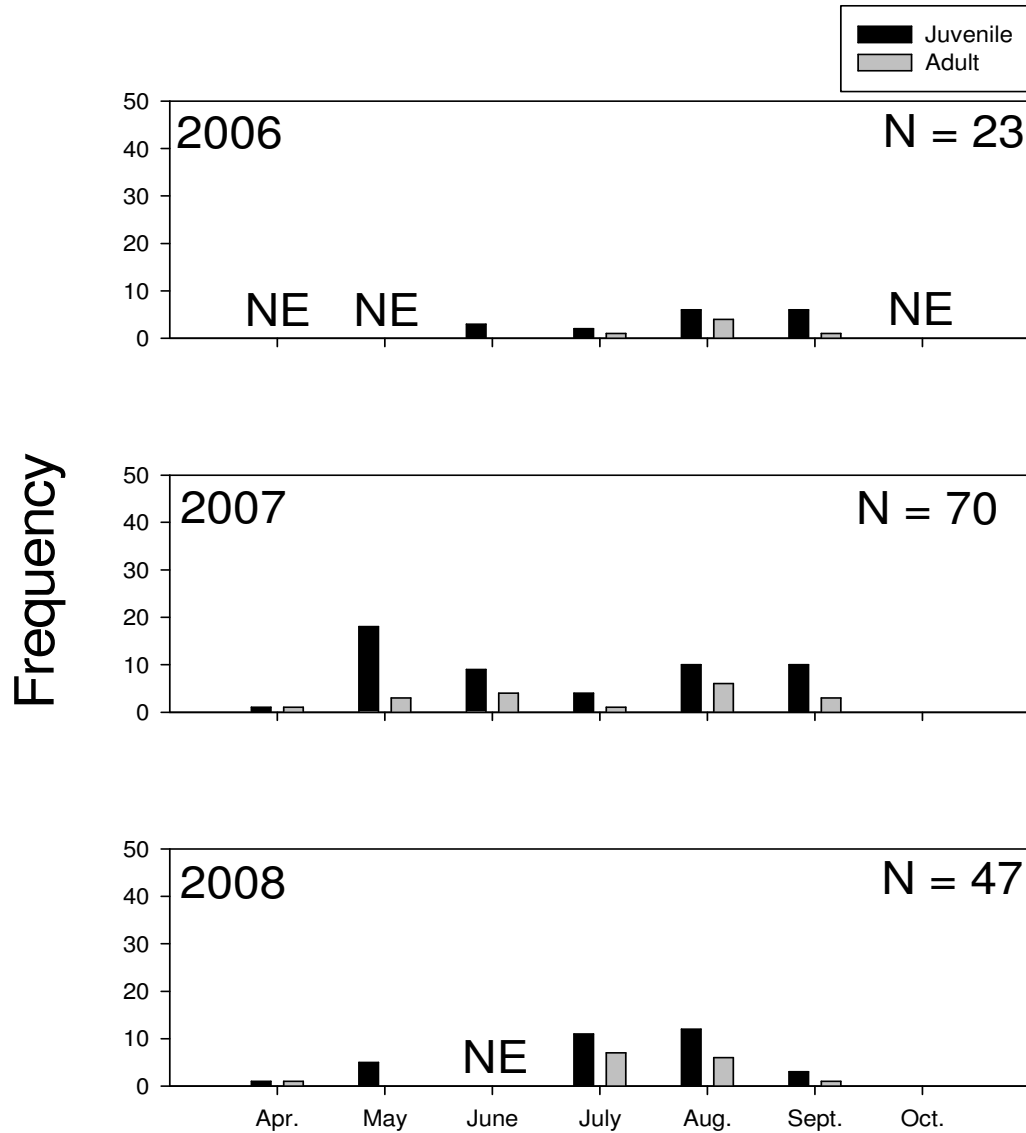 Juvenile
Adult
2006
N = 23
50
40
30
20
10
0
NE
NE
NE
Frequency
2007
N = 70
50
40
30
20
10
0
2008
N = 47
50
40
30
20
10
0
NE
Apr. May June July Aug. Sept. Oct.